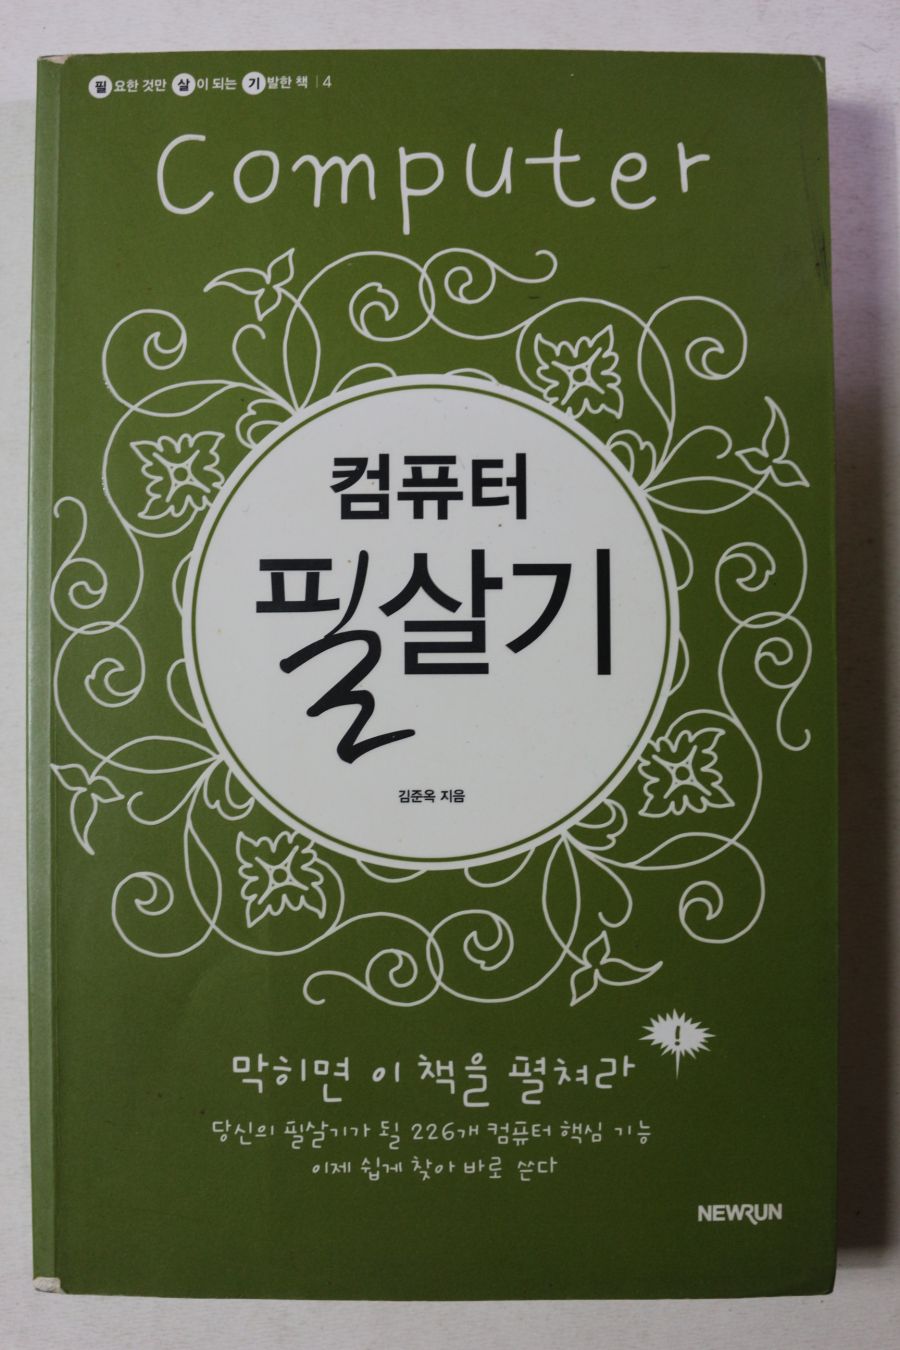 필요한 것만 살이 되는 기발한 책 | 4
Computer
컴퓨터
필살기
김준옥 지음
막히면 이 책을 펼쳐라!
당신의 필살기가 될 226개 컴퓨터 핵심 기능
이제 쉽게 찾아 바로 쓴다
NEWRUN